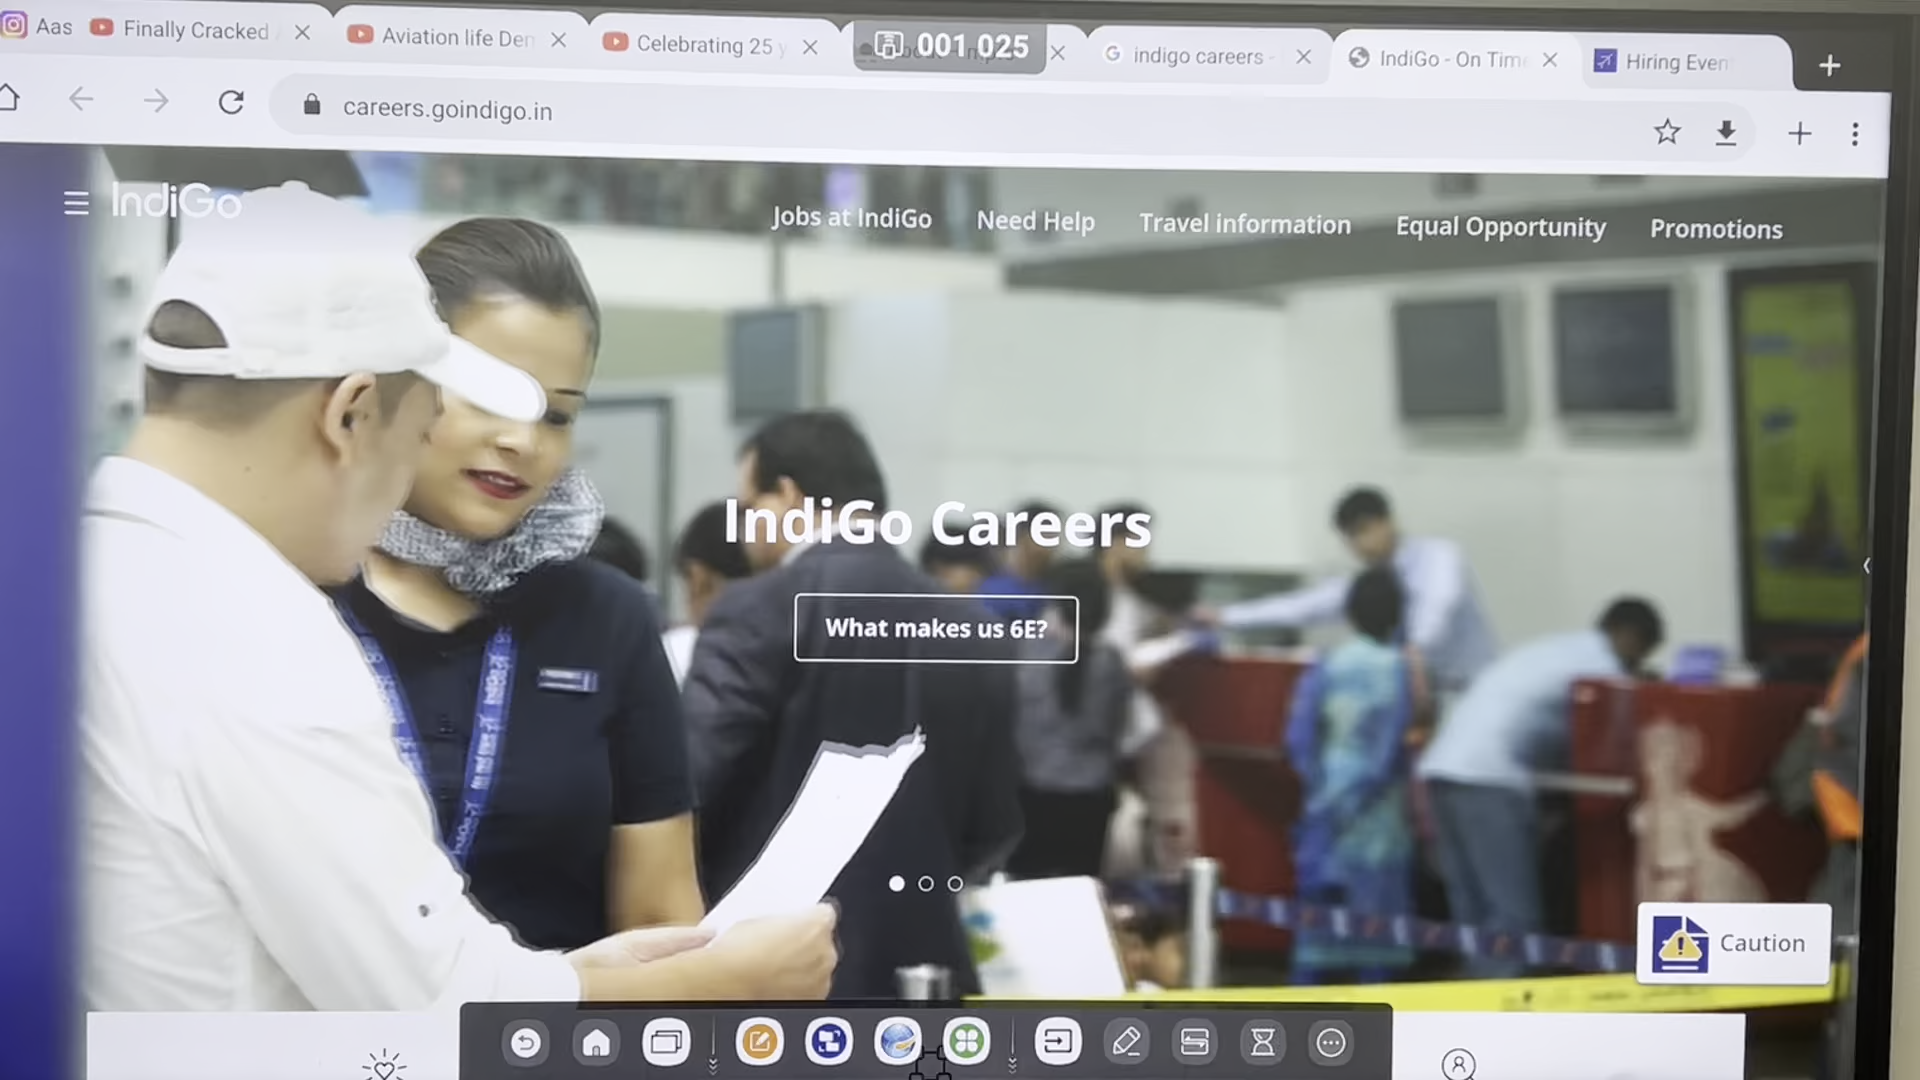 Aas
Finally Cracked
Aviation life Den
Celebrating 25 y
001 025
indigo careers -
IndiGo - On Time
Hiring Even
careers.goindigo.in
IndiGo
Jobs at IndiGo
Need Help
Travel information
Equal Opportunity
Promotions
IndiGo Careers
What makes us 6E?
Caution